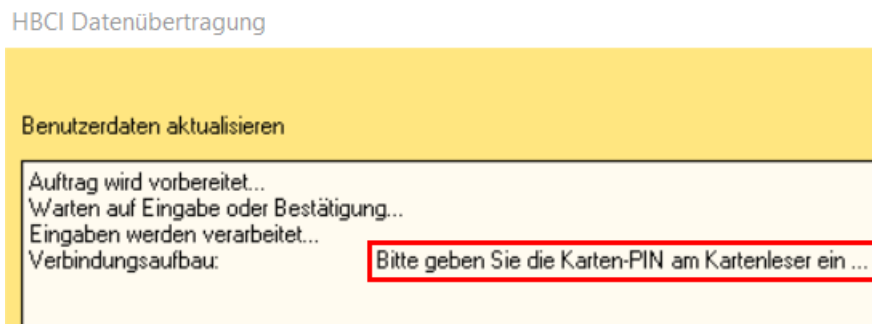 HBCI Datenübertragung
Benutzerdaten aktualisieren
Auftrag wird vorbereitet...
Warten auf Eingabe oder Bestätigung...
Eingaben werden verarbeitet...
Verbindungsaufbau: Bitte geben Sie die Karten-PIN am Kartenleser ein ...